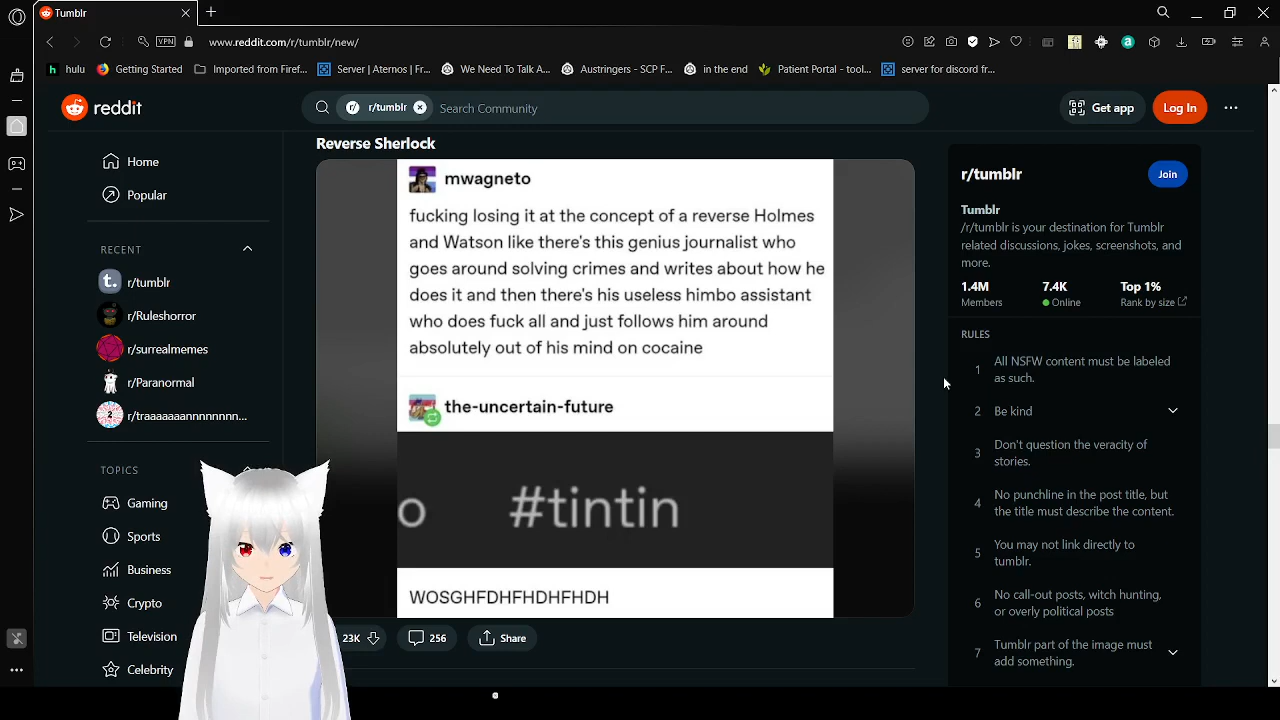 Tumblr
VPN
www.reddit.com/r/tumblr/new/
hulu
Getting Started
Imported from Firef...
Server | Aternos | Fr...
We Need To Talk A...
Austringers - SCP F...
in the end
Patient Portal - tool...
server for discord fr...
reddit
r/ r/tumblr
Search Community
Get app
Log In
Home
Popular
RECENT
r/tumblr
r/Ruleshorror
r/surrealmemes
r/Paranormal
r/traaaaaaannnnnnnn...
TOPICS
Gaming
Sports
Business
Crypto
Television
Celebrity
Reverse Sherlock
mwagneto
fucking losing it at the concept of a reverse Holmes
and Watson like there's this genius journalist who
goes around solving crimes and writes about how he
does it and then there's his useless himbo assistant
who does fuck all and just follows him around
absolutely out of his mind on cocaine
the-uncertain-future
o #tintin
WOSGHFDHFHDHFHDH
23K
256
Share
r/tumblr
Join
Tumblr
/r/tumblr is your destination for Tumblr
related discussions, jokes, screenshots, and
more.
1.4M 7.4K Top 1%
Members Online Rank by size
RULES
1 All NSFW content must be labeled
as such.
2 Be kind
3 Don't question the veracity of
stories.
4 No punchline in the post title, but
the title must describe the content.
5 You may not link directly to
tumblr.
6 No call-out posts, witch hunting,
or overly political posts
7 Tumblr part of the image must
add something.